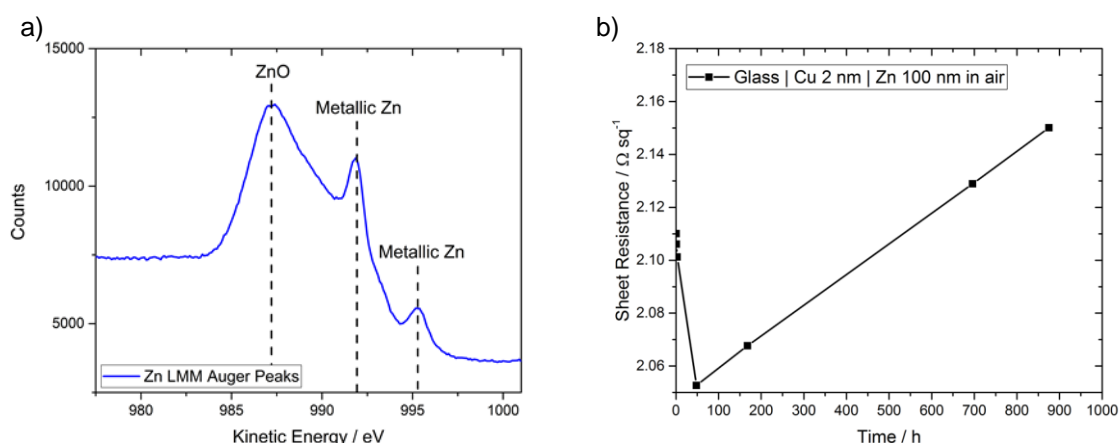 a)
15000
10000
5000
Counts
ZnO
Metallic Zn
Metallic Zn
Zn LMM Auger Peaks
980 985 990 995 1000
Kinetic Energy / eV
b)
2.18
2.16
2.14
2.12
2.10
2.08
2.06
Sheet Resistance / Ω sq⁻¹
Glass | Cu 2 nm | Zn 100 nm in air
0 100 200 300 400 500 600 700 800 900 1000
Time / h